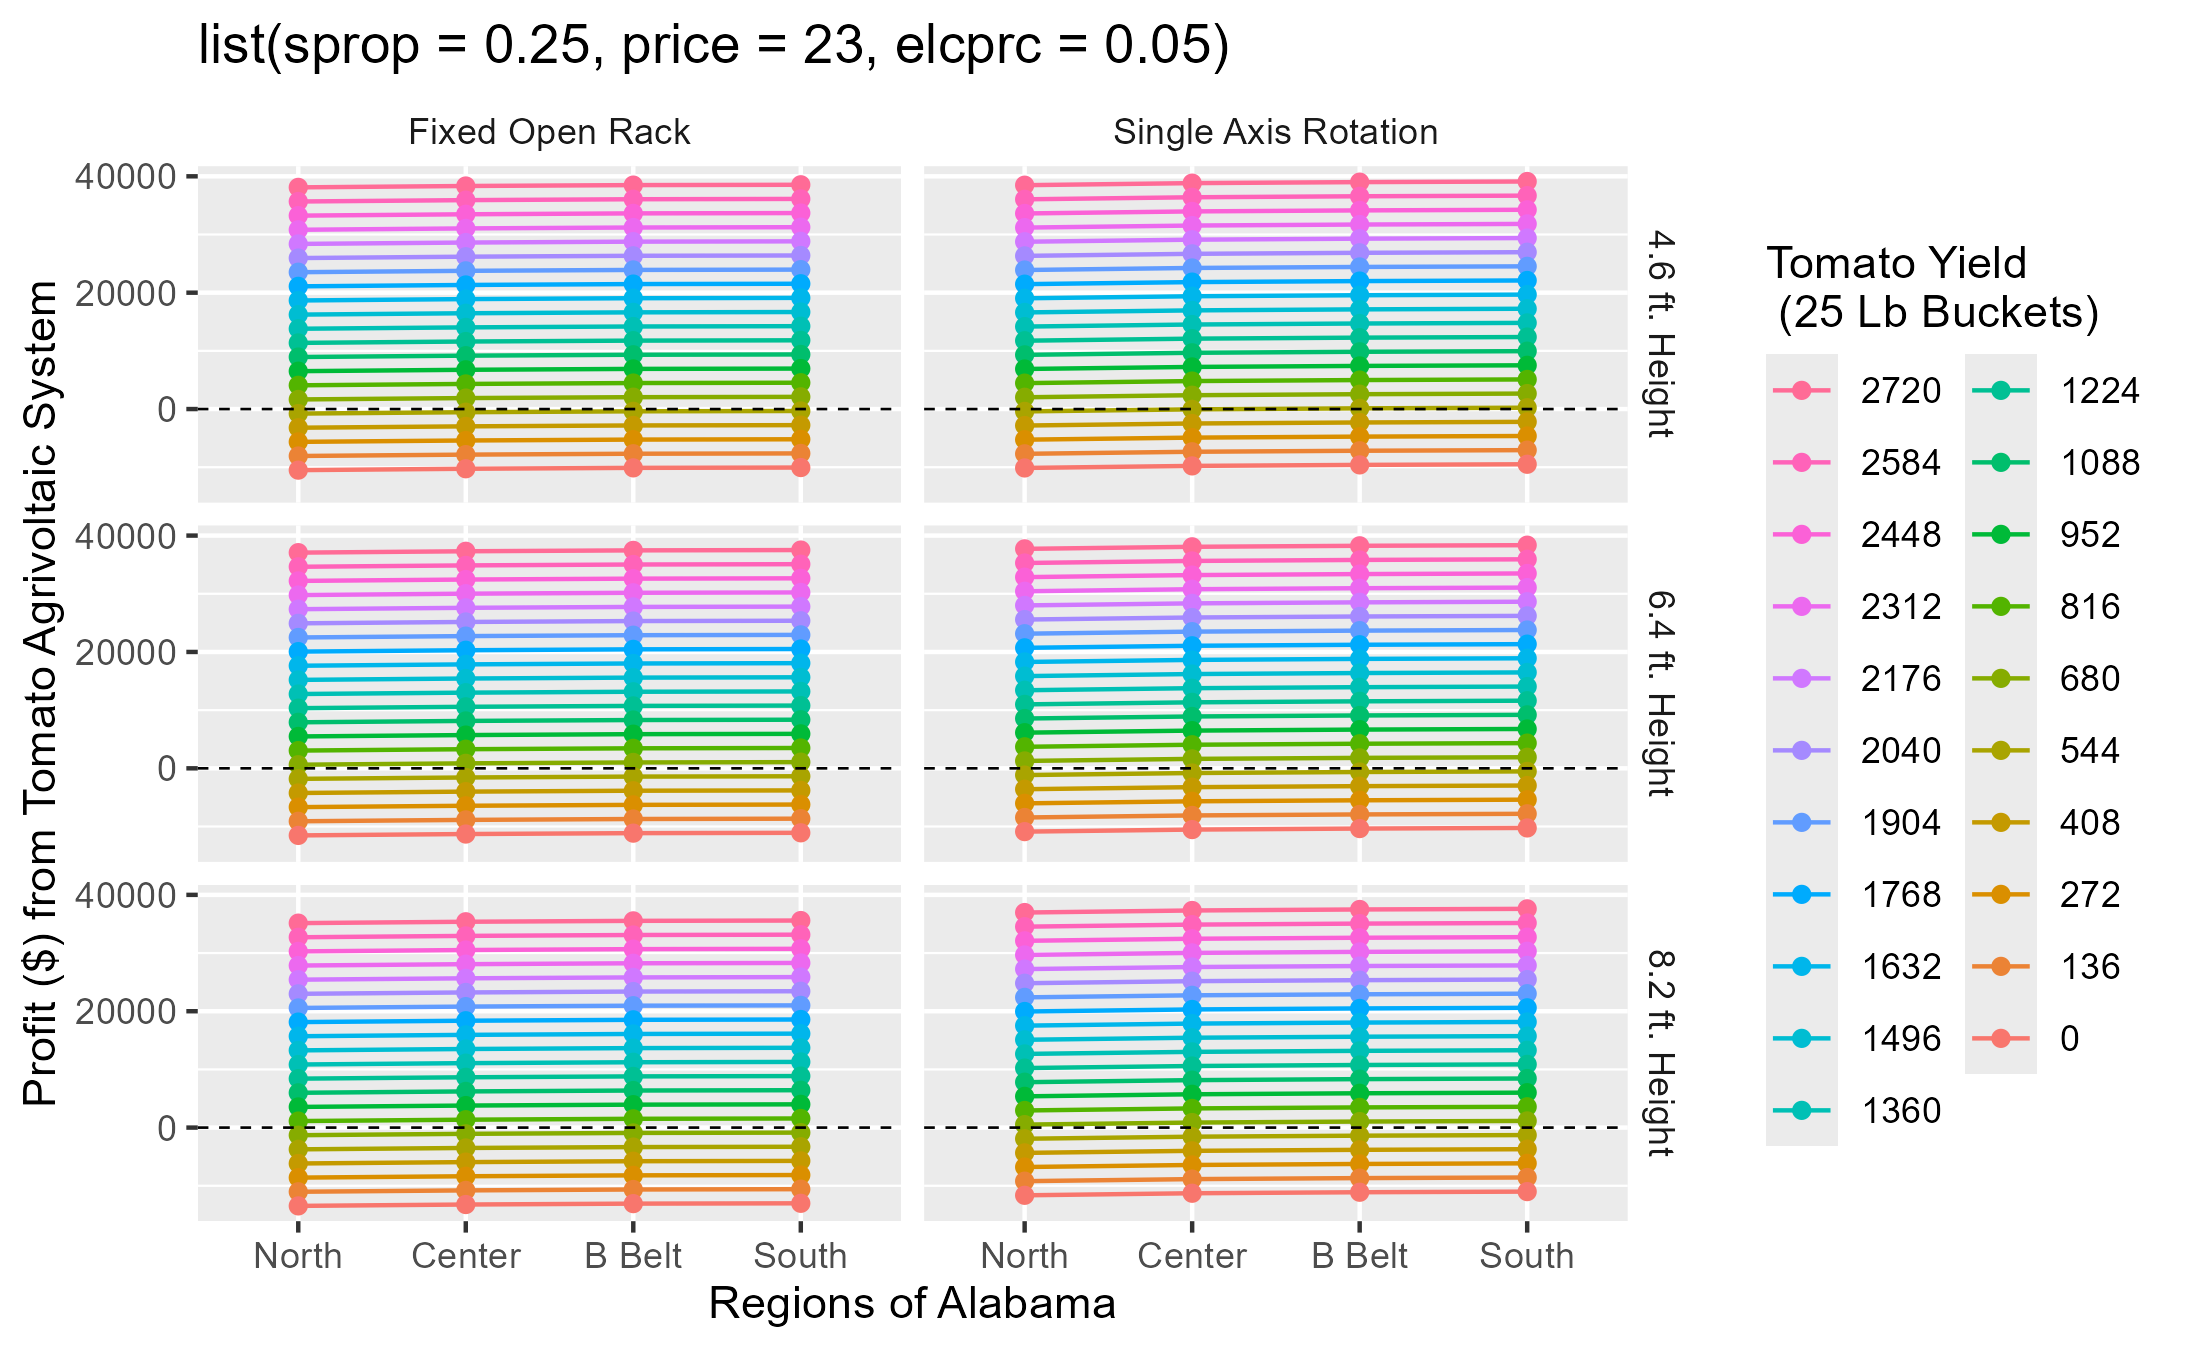 list(sprop = 0.25, price = 23, elcprc = 0.05)
Fixed Open Rack
Single Axis Rotation
Profit ($) from Tomato Agrivoltaic System
40000
20000
0
4.6 ft. Height
40000
20000
0
6.4 ft. Height
40000
20000
0
8.2 ft. Height
North Center B Belt South
North Center B Belt South
Regions of Alabama
Tomato Yield
(25 Lb Buckets)
2720 1224
2584 1088
2448 952
2312 816
2176 680
2040 544
1904 408
1768 272
1632 136
1496 0
1360